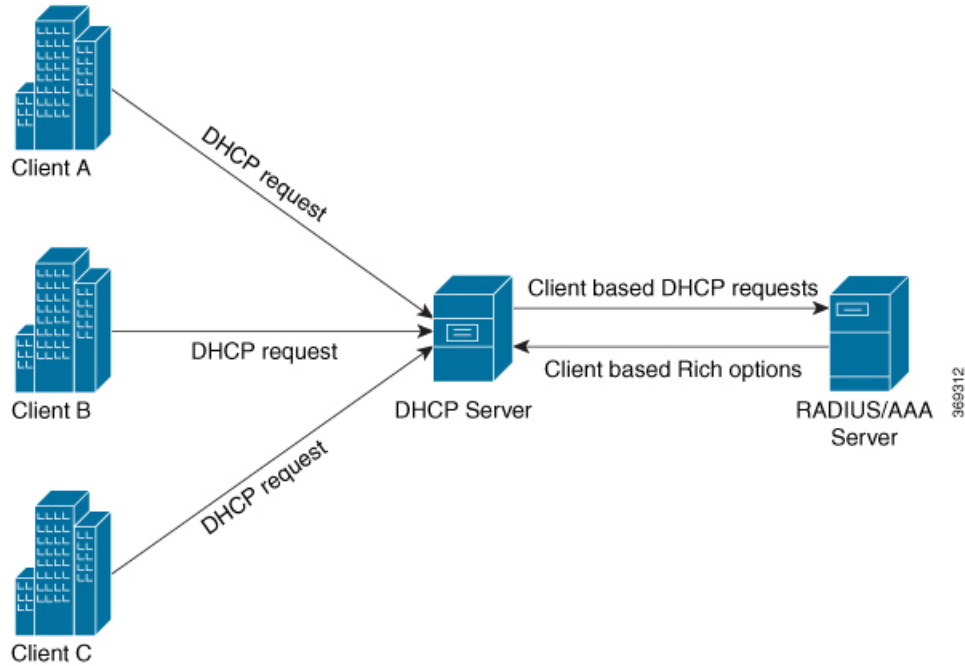 Client A
DHCP request
Client B
DHCP request
Client C
DHCP request
DHCP Server
Client based DHCP requests
Client based Rich options
RADIUS/AAA
Server
369312